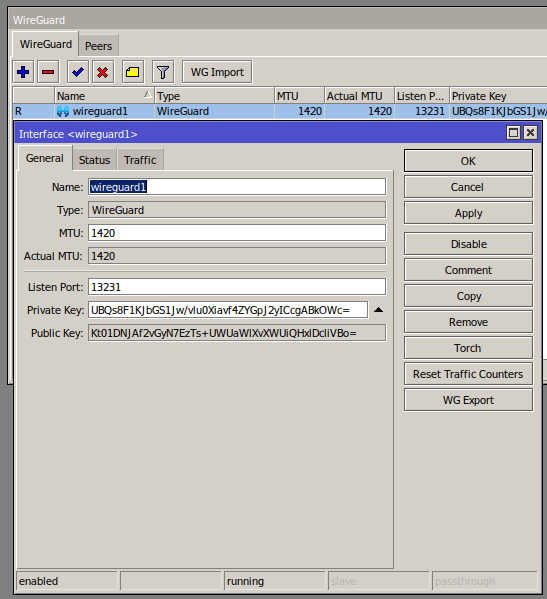 WireGuard
WireGuard Peers
WG Import
Name Type MTU Actual MTU Listen P... Private Key
R wireguard1 WireGuard 1420 1420 13231 UBQs8F1KJbGS1Jw/
Interface <wireguard1>
General Status Traffic
OK
Name: wireguard1
Cancel
Type: WireGuard
Apply
MTU: 1420
Disable
Actual MTU: 1420
Comment
Listen Port: 13231
Copy
Private Key: UBQs8F1KJbGS1Jw/vlu0Xiavf4ZYGpJ2yICcgABkOWc=
Remove
Public Key: Kt01DNJAf2vGyN7EzTs+UWUaWIXvXWUiQHxIDcIiVBo=
Torch
Reset Traffic Counters
WG Export
enabled running slave passthrough